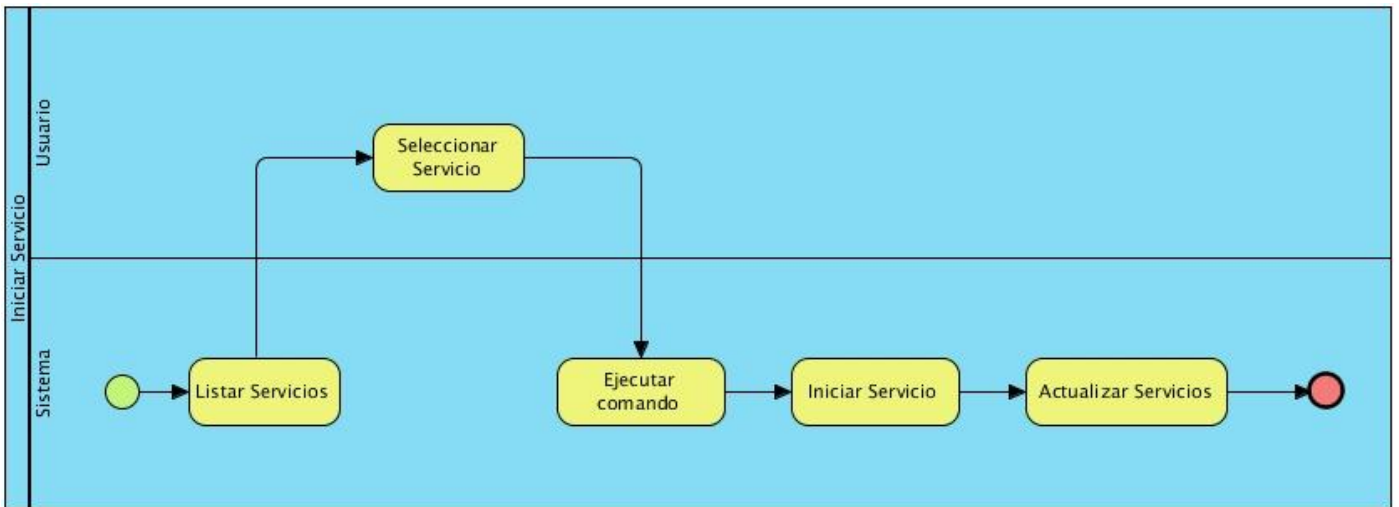 Iniciar Servicio
Usuario
Seleccionar
Servicio
Sistema
Listar Servicios
Ejecutar
comando
Iniciar Servicio
Actualizar Servicios